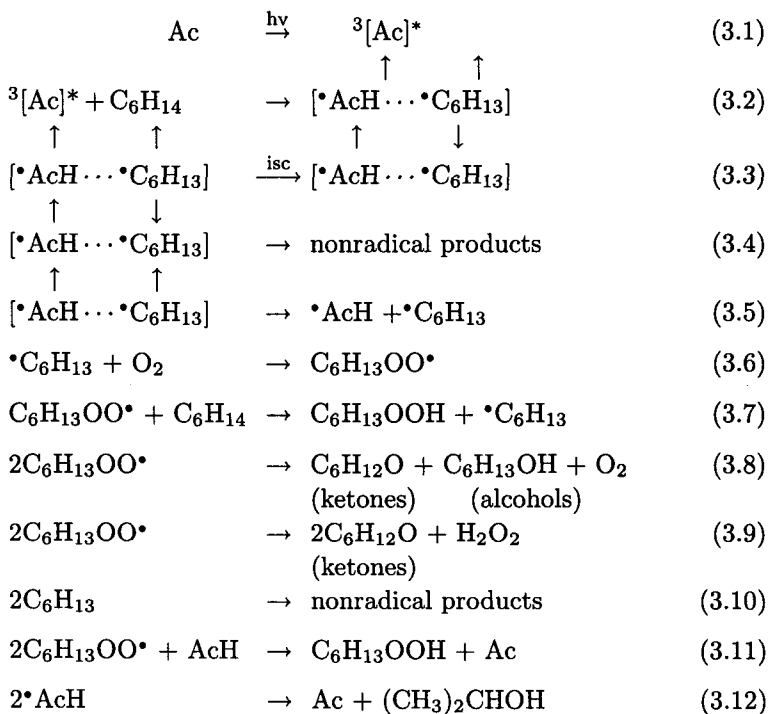 Ac hν → ³[Ac]* (3.1)
↑ ↑
³[Ac]* + C₆H₁₄ → [•AcH ··· •C₆H₁₃] (3.2)
↑ ↑ ↑ ↓
[•AcH ··· •C₆H₁₃] isc → [•AcH ··· •C₆H₁₃] (3.3)
↑ ↓
[•AcH ··· •C₆H₁₃] → nonradical products (3.4)
↑ ↑
[•AcH ··· •C₆H₁₃] → •AcH + •C₆H₁₃ (3.5)
•C₆H₁₃ + O₂ → C₆H₁₃OO• (3.6)
C₆H₁₃OO• + C₆H₁₄ → C₆H₁₃OOH + •C₆H₁₃ (3.7)
2C₆H₁₃OO• → C₆H₁₂O + C₆H₁₃OH + O₂ (3.8)
(ketones) (alcohols)
2C₆H₁₃OO• → 2C₆H₁₂O + H₂O₂ (3.9)
(ketones)
2C₆H₁₃ → nonradical products (3.10)
2C₆H₁₃OO• + AcH → C₆H₁₃OOH + Ac (3.11)
2•AcH → Ac + (CH₃)₂CHOH (3.12)